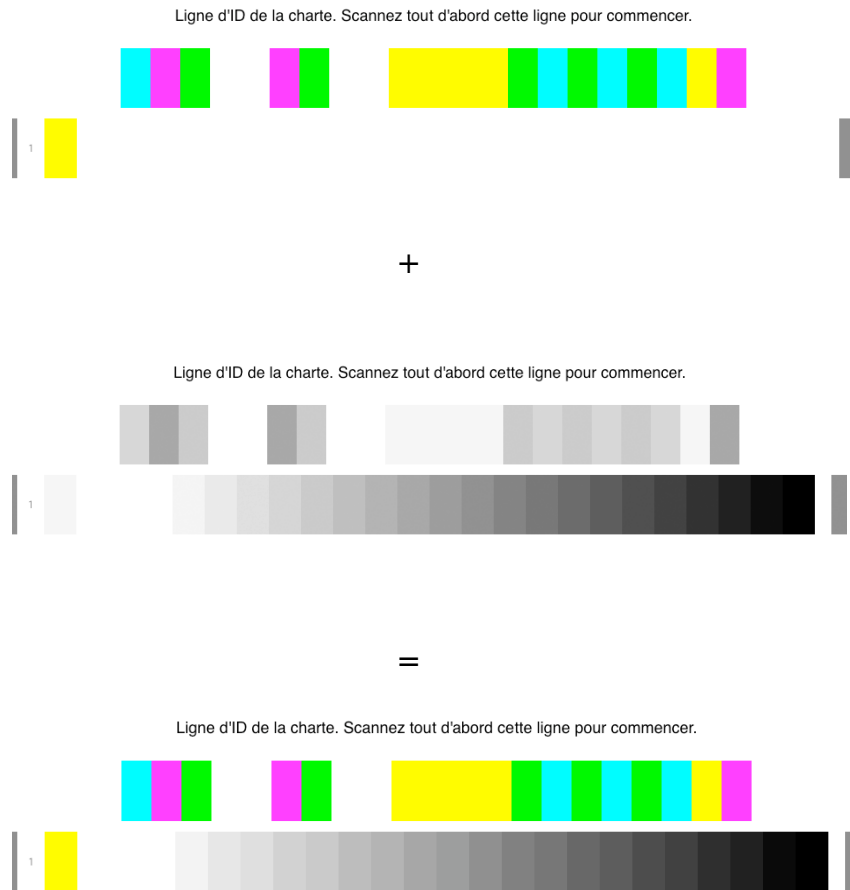 Ligne d'ID de la charte. Scannez tout d'abord cette ligne pour commencer.
1
+
Ligne d'ID de la charte. Scannez tout d'abord cette ligne pour commencer.
1
=
Ligne d'ID de la charte. Scannez tout d'abord cette ligne pour commencer.
1